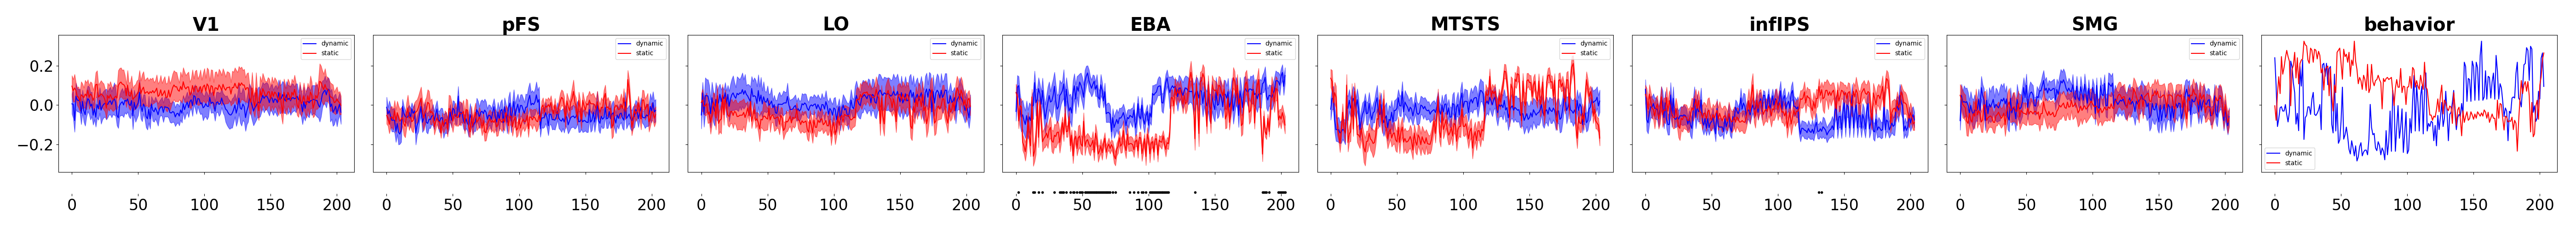 V1 pFS LO EBA MTSTS infIPS SMG behavior
dynamic dynamic dynamic dynamic dynamic dynamic dynamic
static static static static static static static
0.2
0.0
−0.2
dynamic
static
0 50 100 150 200 0 50 100 150 200 0 50 100 150 200 0 50 100 150 200 0 50 100 150 200 0 50 100 150 200 0 50 100 150 200 0 50 100 150 200